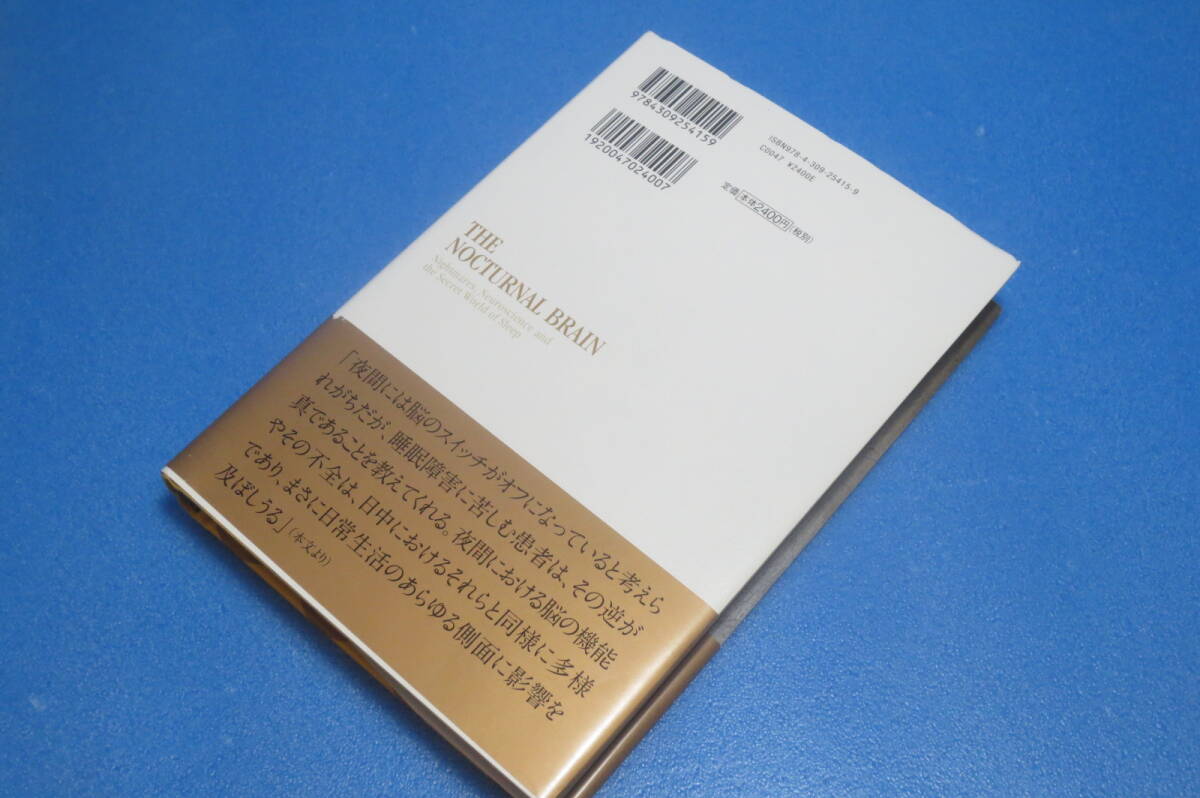 9784309254159
ISBN978-4-309-25415-9
C0047 ¥2400E
1920047024007
定価 本体2400円(税別)
THE
NOCTURNAL BRAIN
Nightmares, Neuroscience and
the Secret World of Sleep
「夜間には脳のスイッチがオフになっていると考えら
れがちだが、睡眠障害に苦しむ患者は、その逆が
真であることを教えてくれる。夜間における脳の機能
やその不全は、日中におけるそれらと同様に多様
であり、まさに日常生活のあらゆる側面に影響を
及ぼしうる」(本文より)